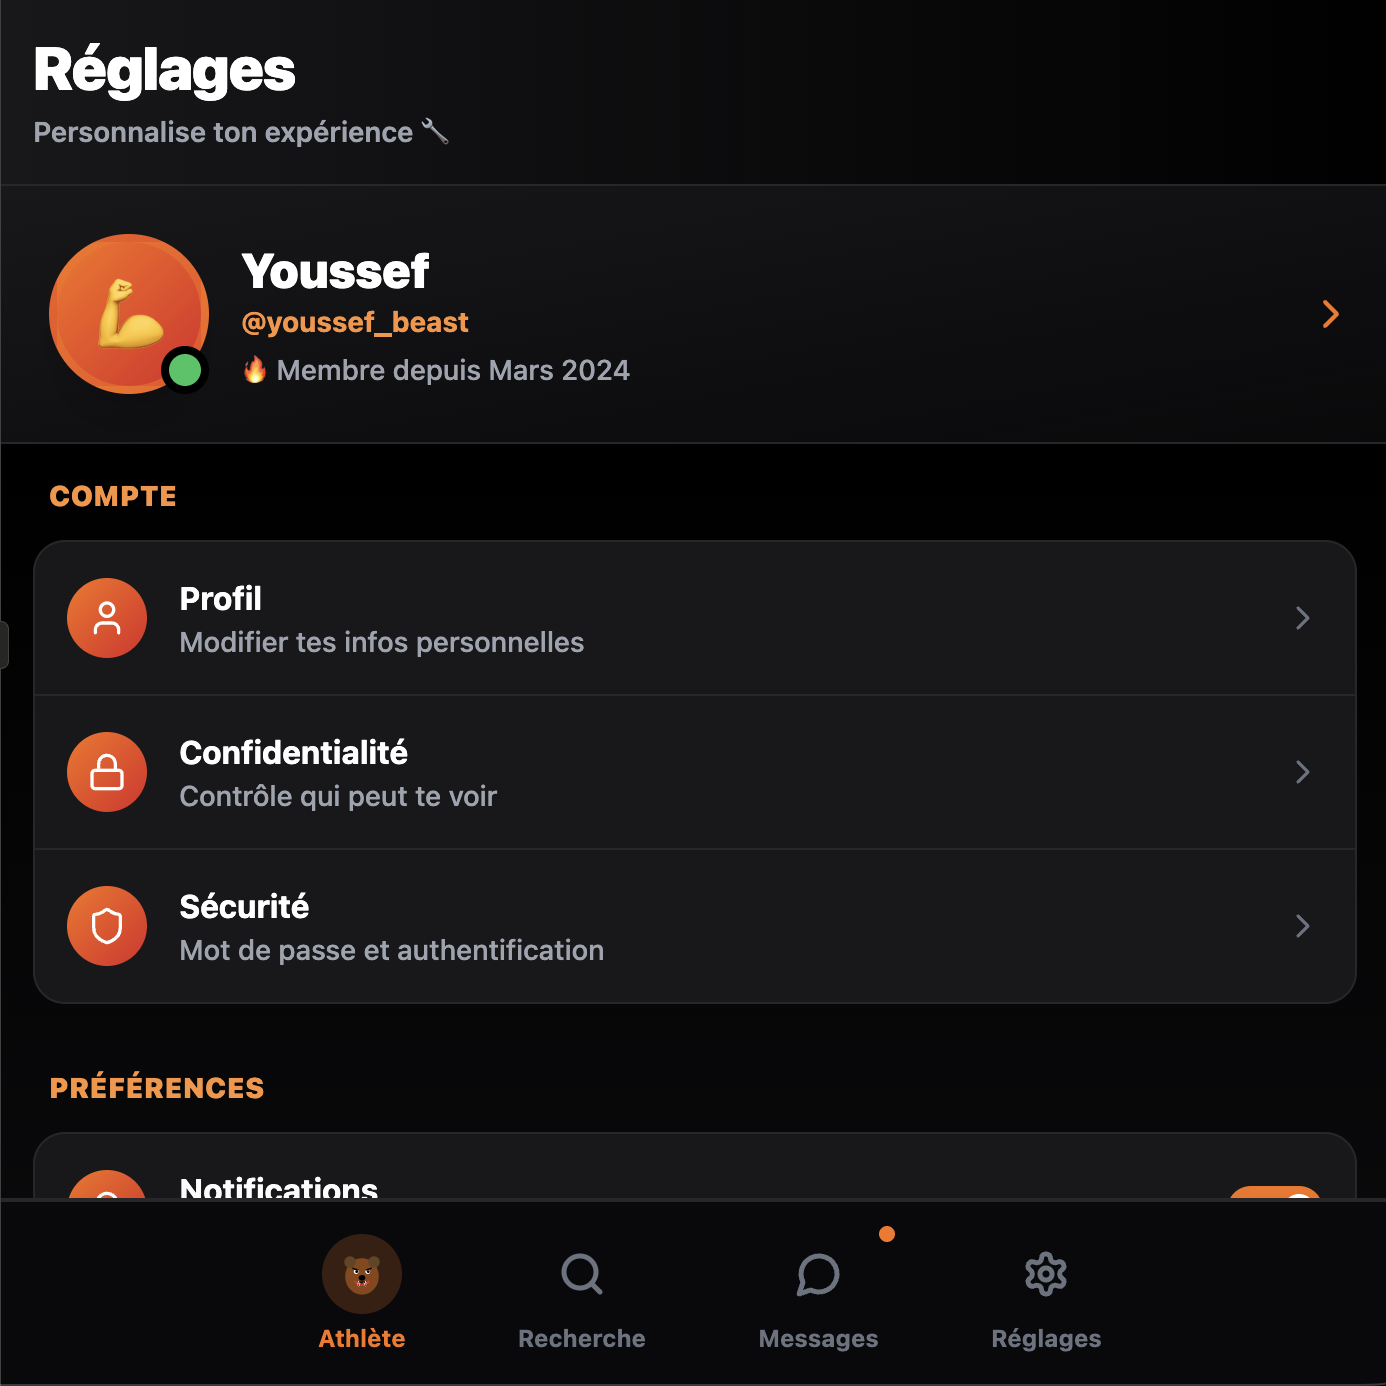 Réglages
Personnalise ton expérience 🔧
Youssef
@youssef_beast
🔥 Membre depuis Mars 2024
COMPTE
Profil
Modifier tes infos personnelles
Confidentialité
Contrôle qui peut te voir
Sécurité
Mot de passe et authentification
PRÉFÉRENCES
Notifications
Athlète
Recherche
Messages
Réglages